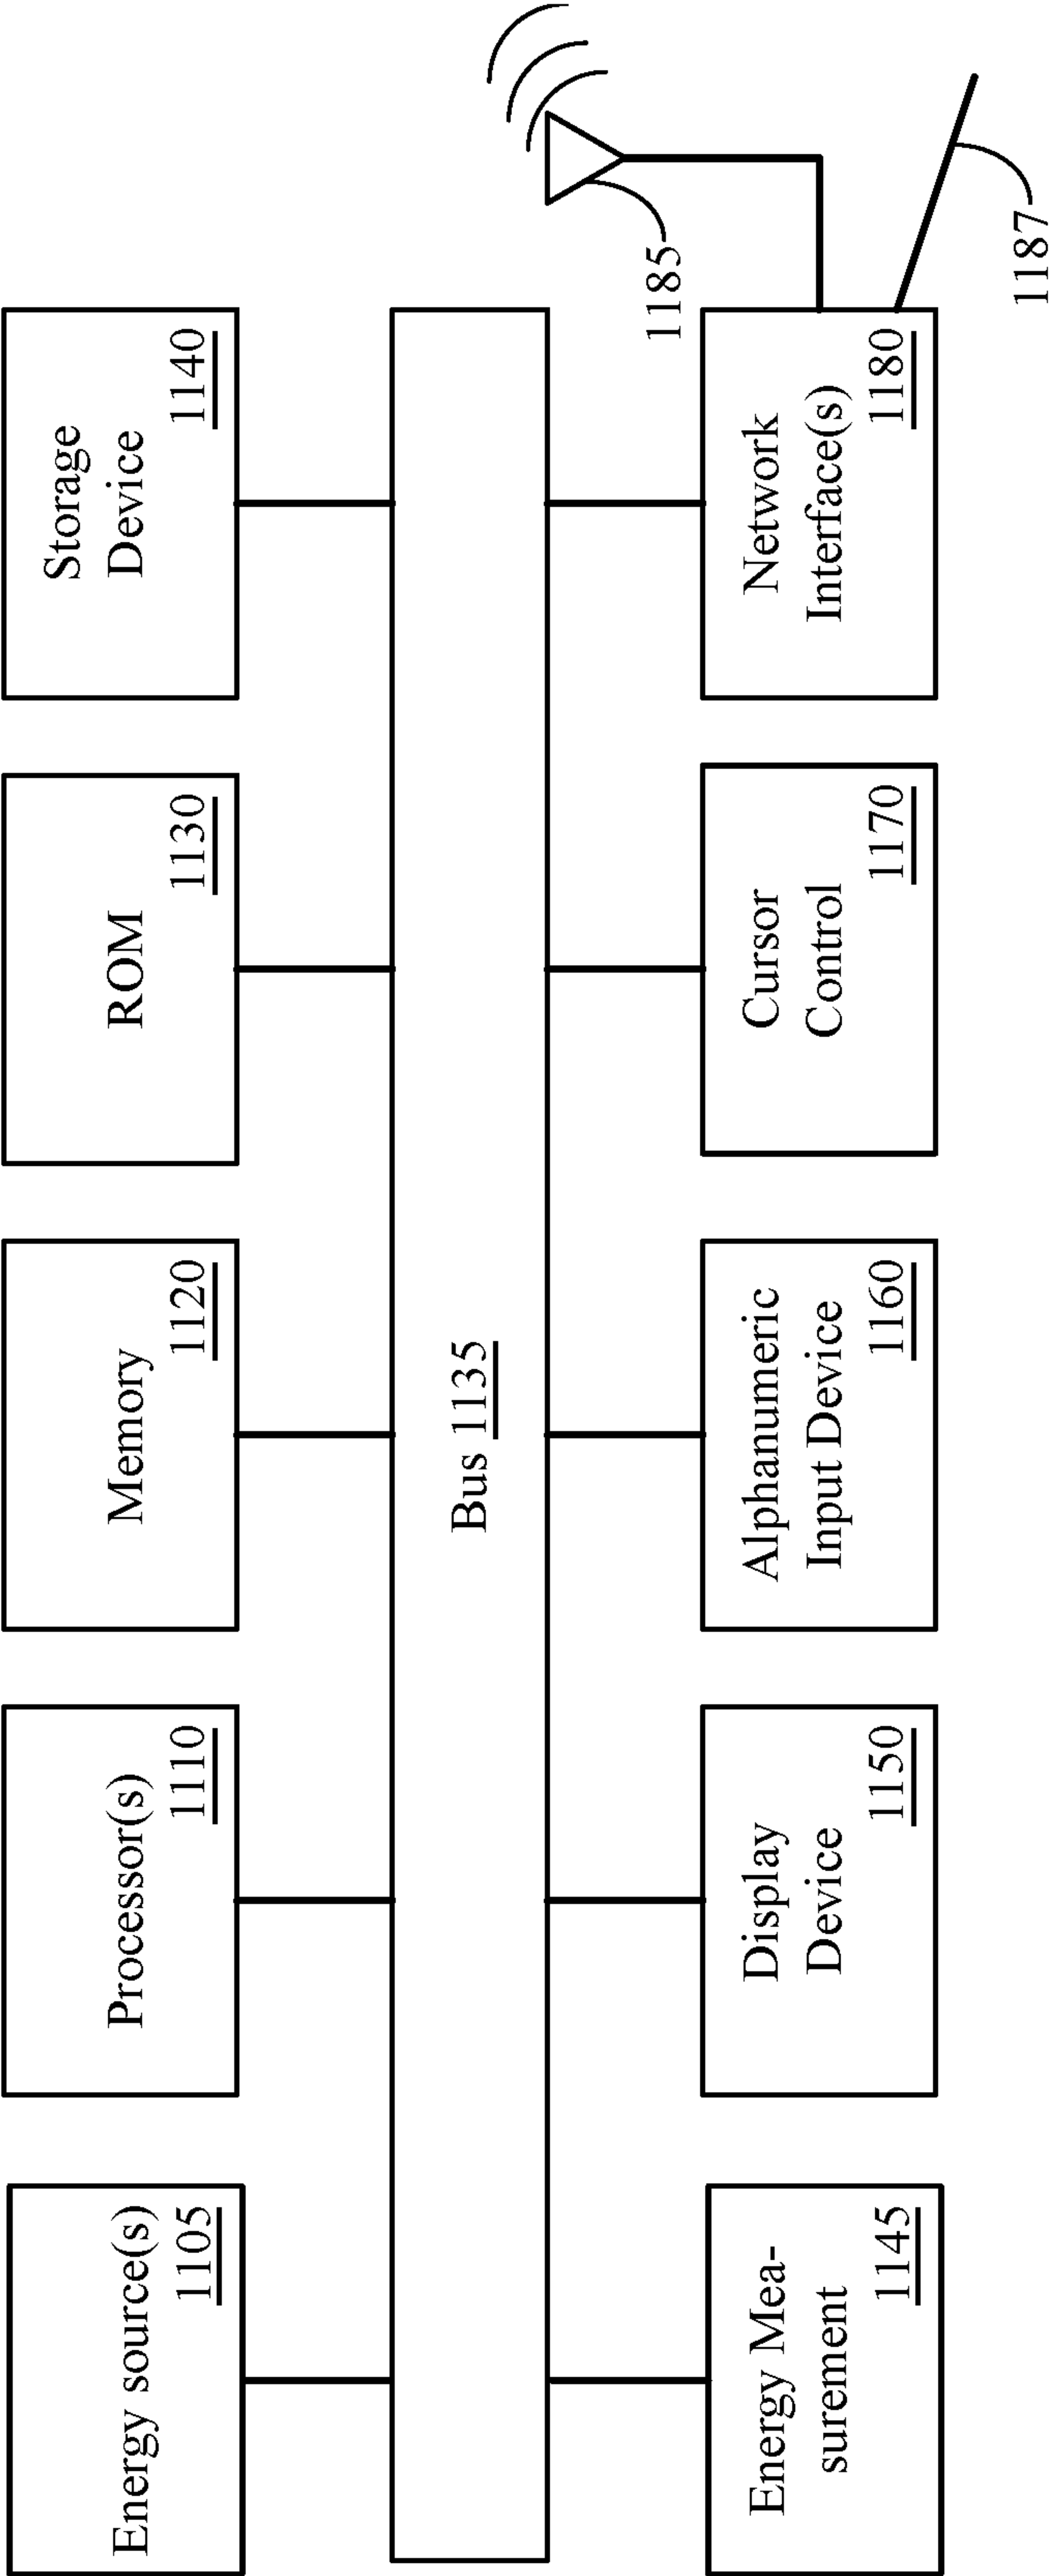 Energy source(s)
1105
Processor(s)
1110
Memory
1120
ROM
1130
Storage
Device
1140
Bus 1135
Energy Mea-
surement
1145
Display
Device
1150
Alphanumeric
Input Device
1160
Cursor
Control
1170
Network
Interface(s)
1180
1185
1187